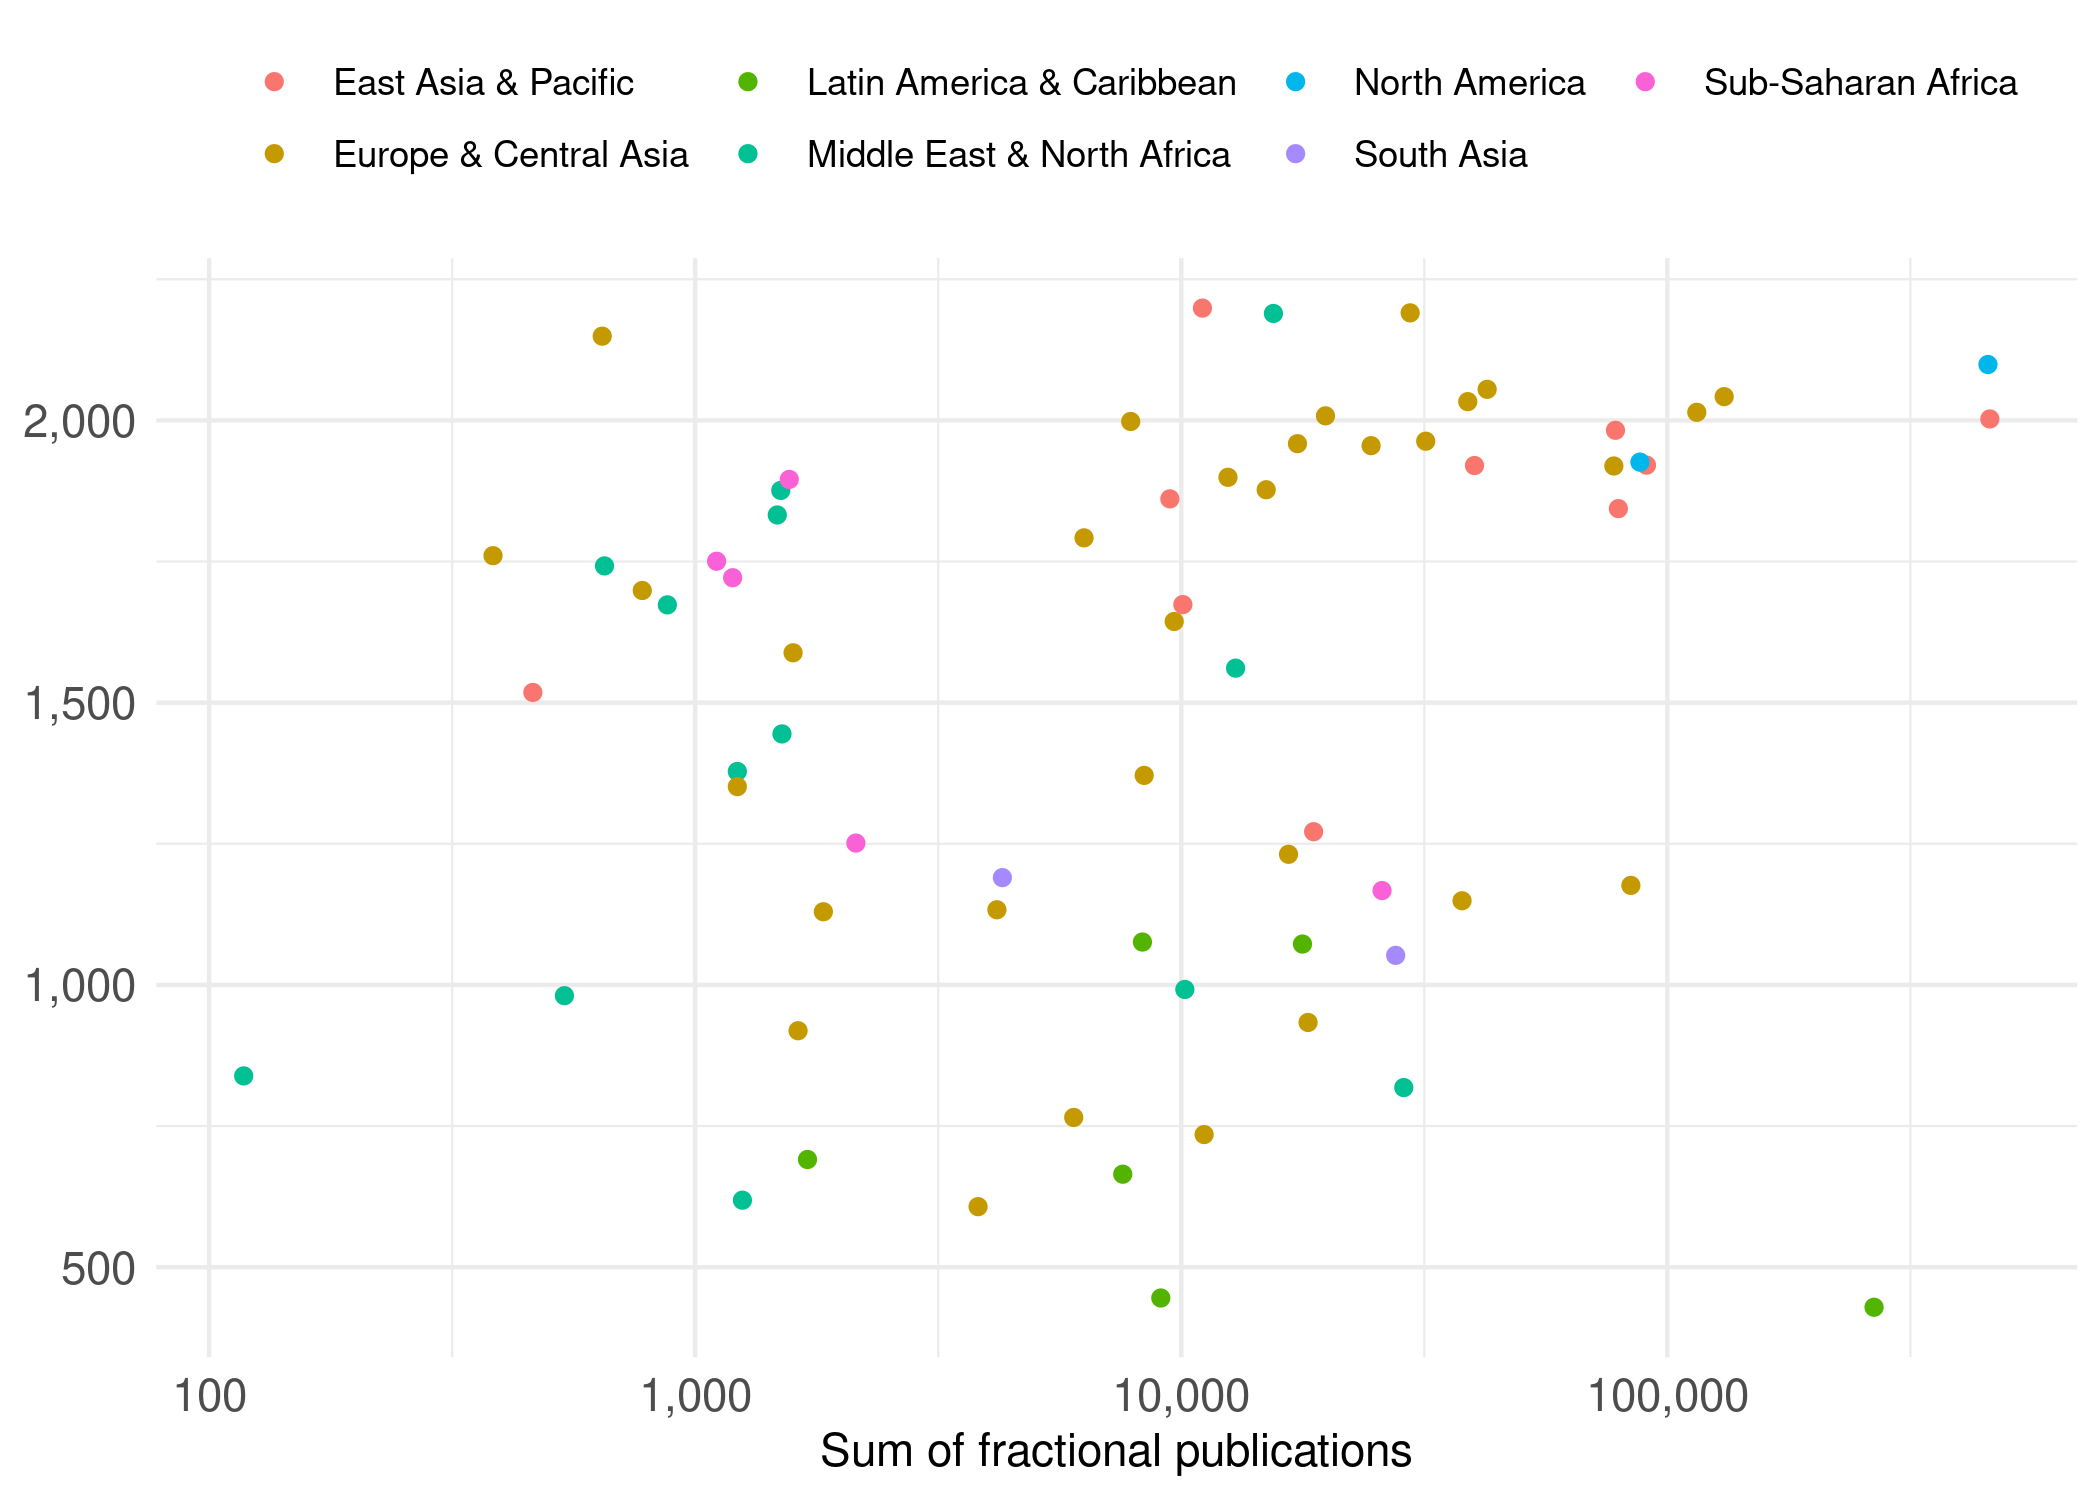 East Asia & Pacific Latin America & Caribbean North America Sub-Saharan Africa
Europe & Central Asia Middle East & North Africa South Asia
2,000
1,500
1,000
500
100 1,000 10,000 100,000
Sum of fractional publications